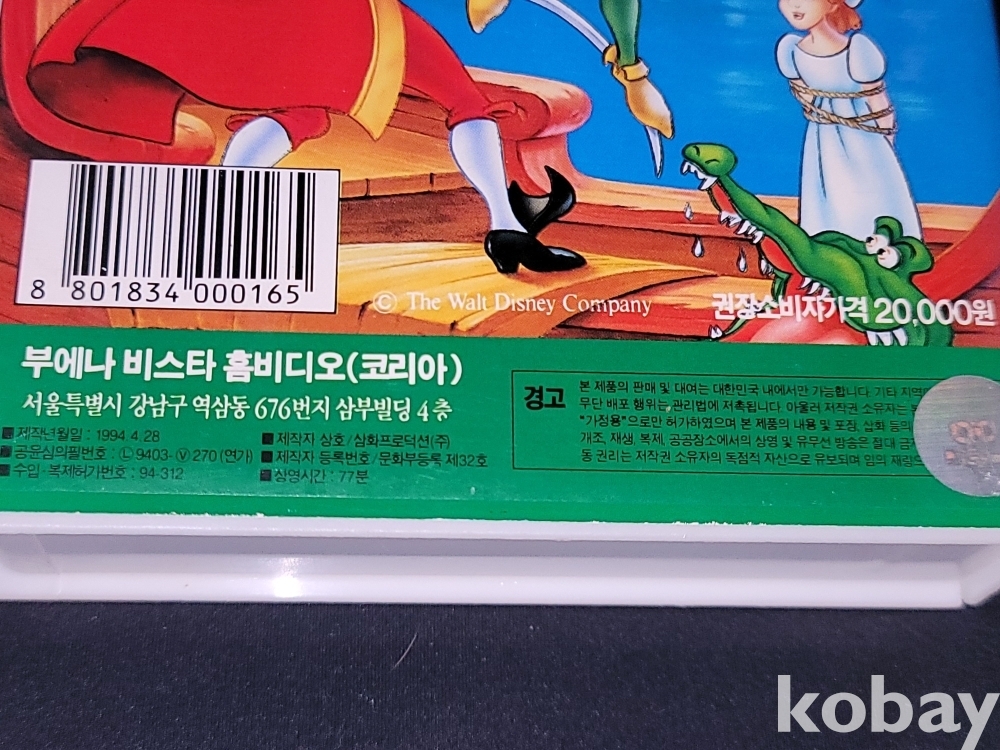 8 801834 000165
© The Walt Disney Company
권장소비자가격 20,000원
부에나 비스타 홈비디오(코리아)
서울특별시 강남구 역삼동 676번지 삼부빌딩 4층
■제작년월일 : 1994.4.28
■공윤심의필번호 : Ⓛ 9403-Ⓥ 270 (연가)
■수입 · 복제허가번호 : 94-312
■제작자 상호/삼화프로덕션(주)
■제작자 등록번호/문화부등록 제32호
■상영시간 : 77분
경고
본 제품의 판매 및 대여는 대한민국 내에서만 가능합니다. 기타 지역
무단 배포 행위는 관리법에 저촉됩니다. 아울러 저작권 소유자는
"가정용"으로만 허가하였으며 본 제품의 내용 및 포장, 삽화 등의
개조, 재생, 복제, 공공장소에서의 상영 및 유무선 방송은 절대
동 권리는 저작권 소유자의 독점적 자산으로 유보되며 임의
kobay